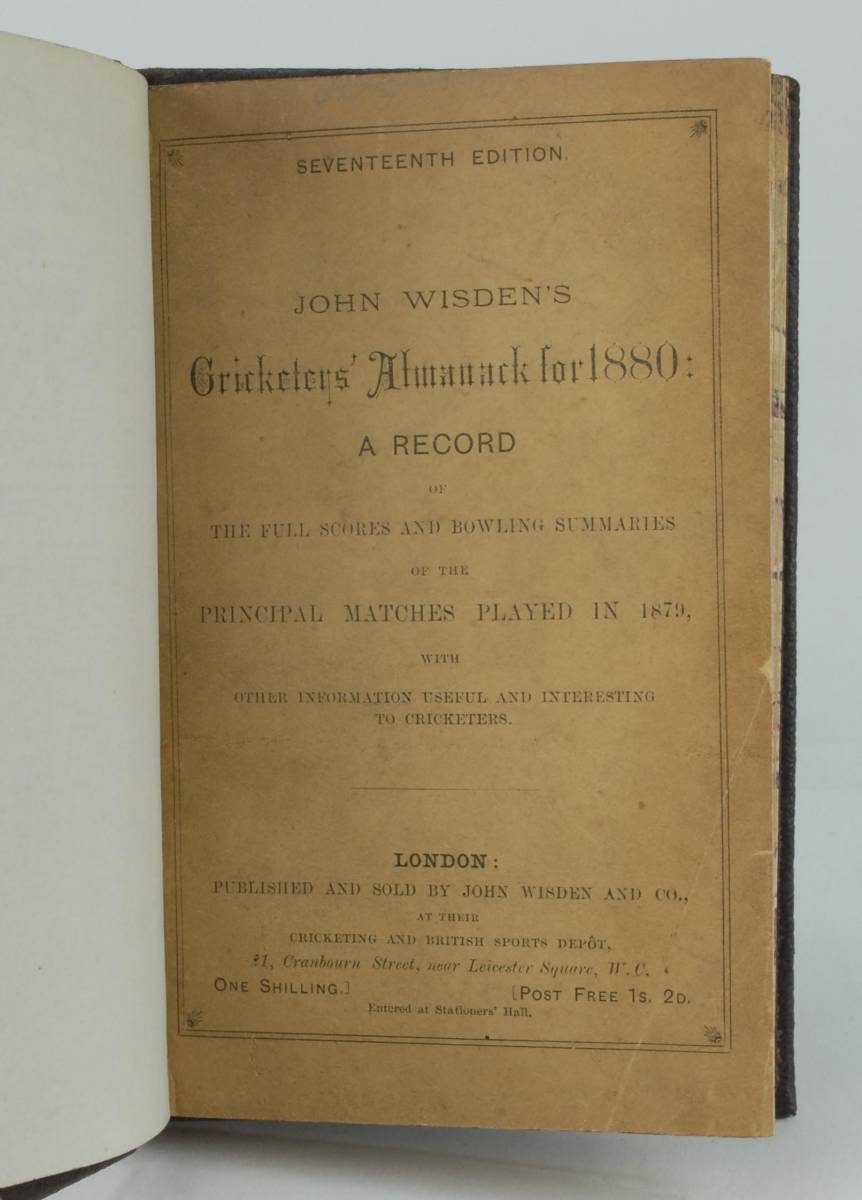 SEVENTEENTH EDITION.
JOHN WISDEN'S
Cricketers' Almanack for 1880:
A RECORD
OF
THE FULL SCORES AND BOWLING SUMMARIES
OF THE
PRINCIPAL MATCHES PLAYED IN 1879,
WITH
OTHER INFORMATION USEFUL AND INTERESTING
TO CRICKETERS.
LONDON:
PUBLISHED AND SOLD BY JOHN WISDEN AND CO.,
AT THEIR
CRICKETING AND BRITISH SPORTS DEPÔT,
21, Cranbourn Street, near Leicester Square, W.C.
ONE SHILLING.] [POST FREE 1S. 2D.
Entered at Stationers' Hall.